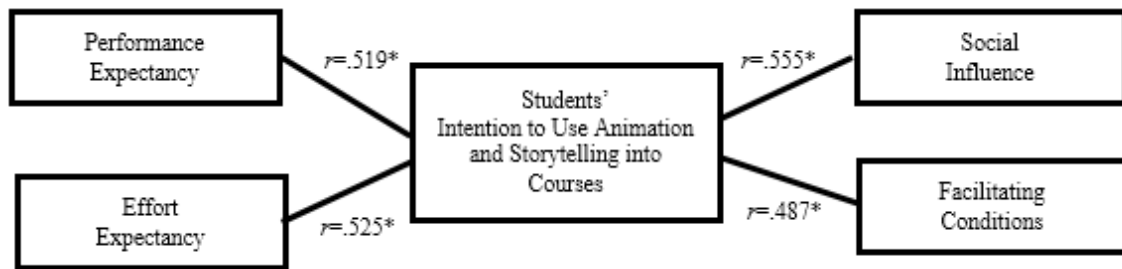 Performance
Expectancy
r=.519*
Effort
Expectancy
r=.525*
Students’
Intention to Use Animation
and Storytelling into
Courses
r=.555*
Social
Influence
r=.487*
Facilitating
Conditions